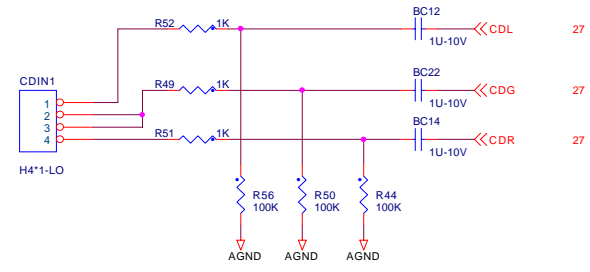 BC12
R52 1K
CDL 27
1U-10V
CDIN1
BC22
R49 1K
CDG 27
1
2
1U-10V
3
BC14
R51 1K
4
CDR 27
1U-10V
H4*1-LO
R56 R50 R44
100K 100K 100K
AGND AGND AGND